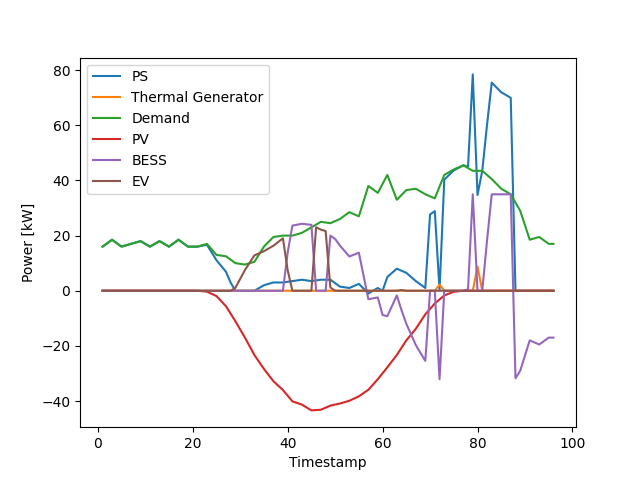 PS
Thermal Generator
Demand
PV
BESS
EV
Power [kW]
80
60
40
20
0
−20
−40
0 20 40 60 80 100
Timestamp